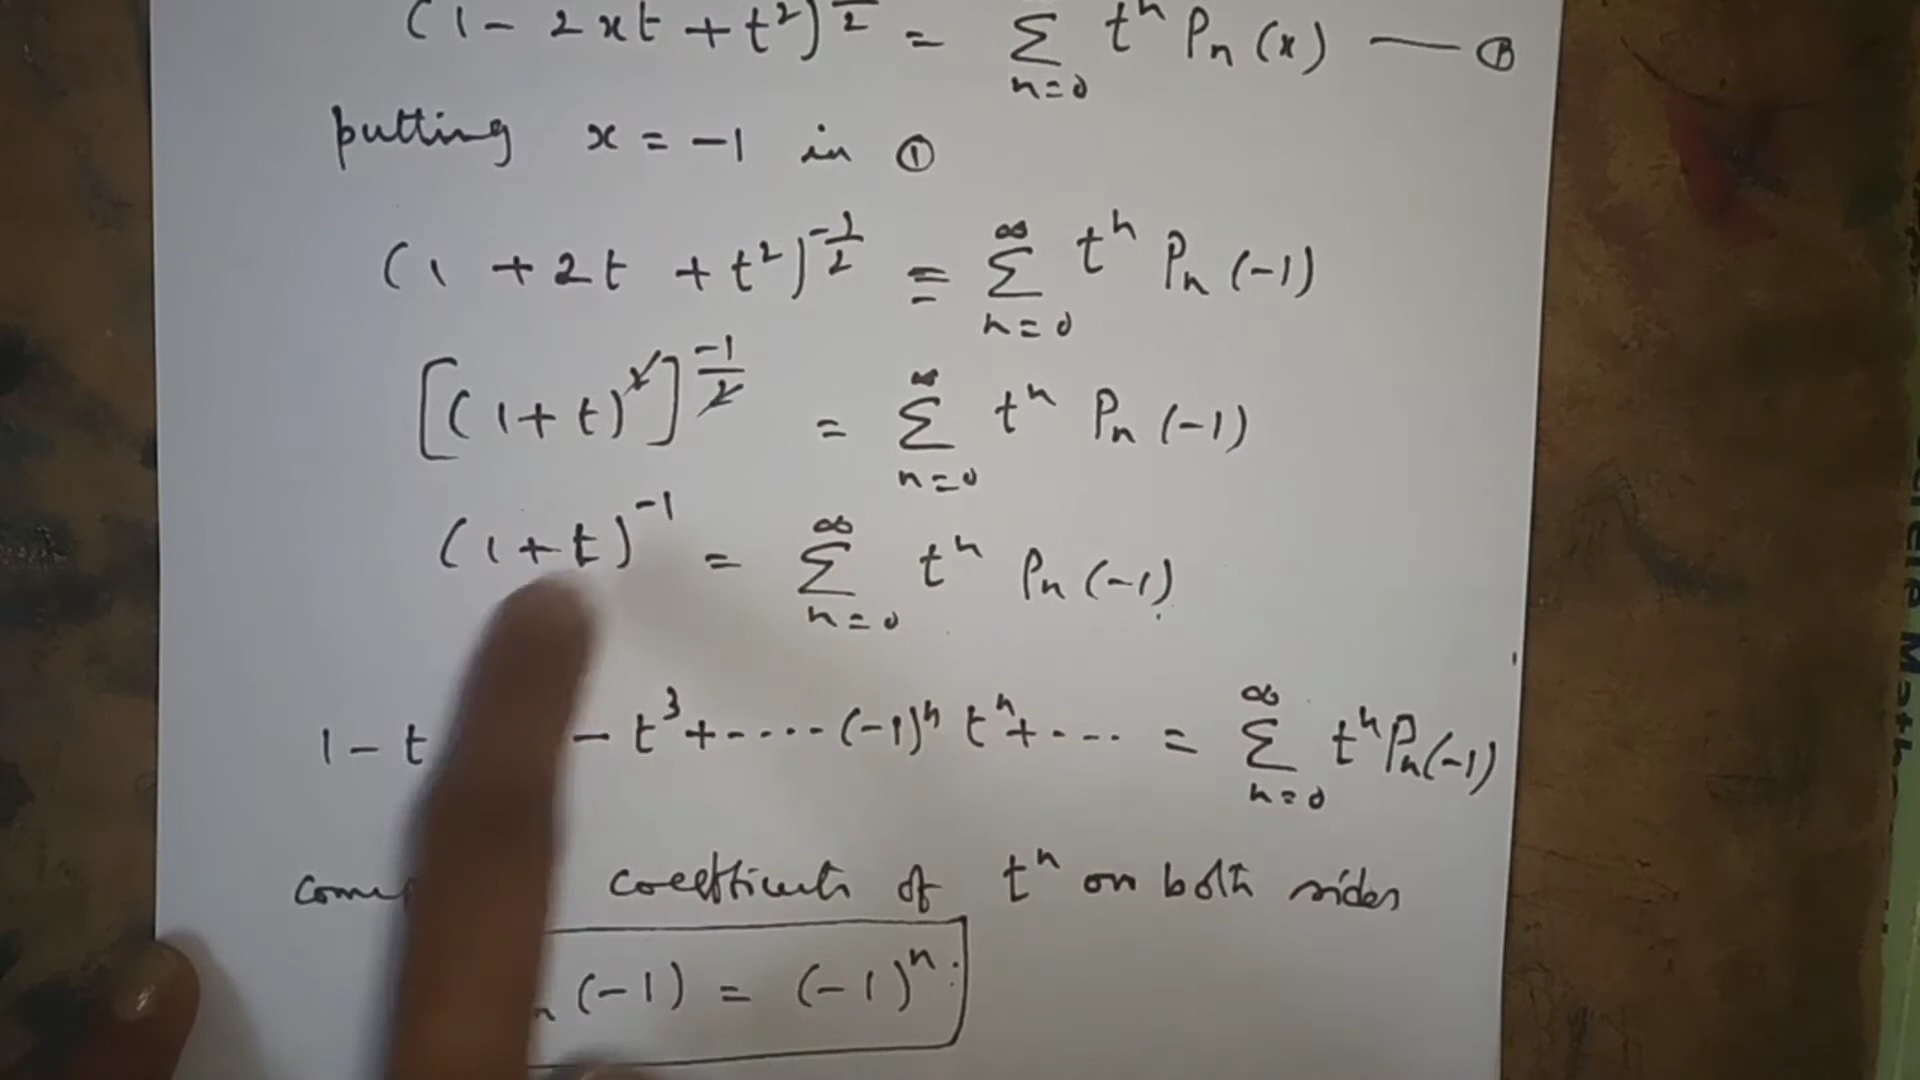 (1 - 2xt + t²)^{-1/2} = Σ_{n=0} tⁿ Pₙ(x) — ①
putting x = -1 in ①
(1 + 2t + t²)^{-1/2} = Σ_{n=0}^{∞} tⁿ Pₙ(-1)
[(1+t)²]^{-1/2} = Σ_{n=0}^{∞} tⁿ Pₙ(-1)
(1+t)^{-1} = Σ_{n=0}^{∞} tⁿ Pₙ(-1)
1 - t - t³ + .... (-1)ⁿ tⁿ + ... = Σ_{n=0}^{∞} tⁿ Pₙ(-1)
coefficients of tⁿ on both sides
ₙ(-1) = (-1)ⁿ.